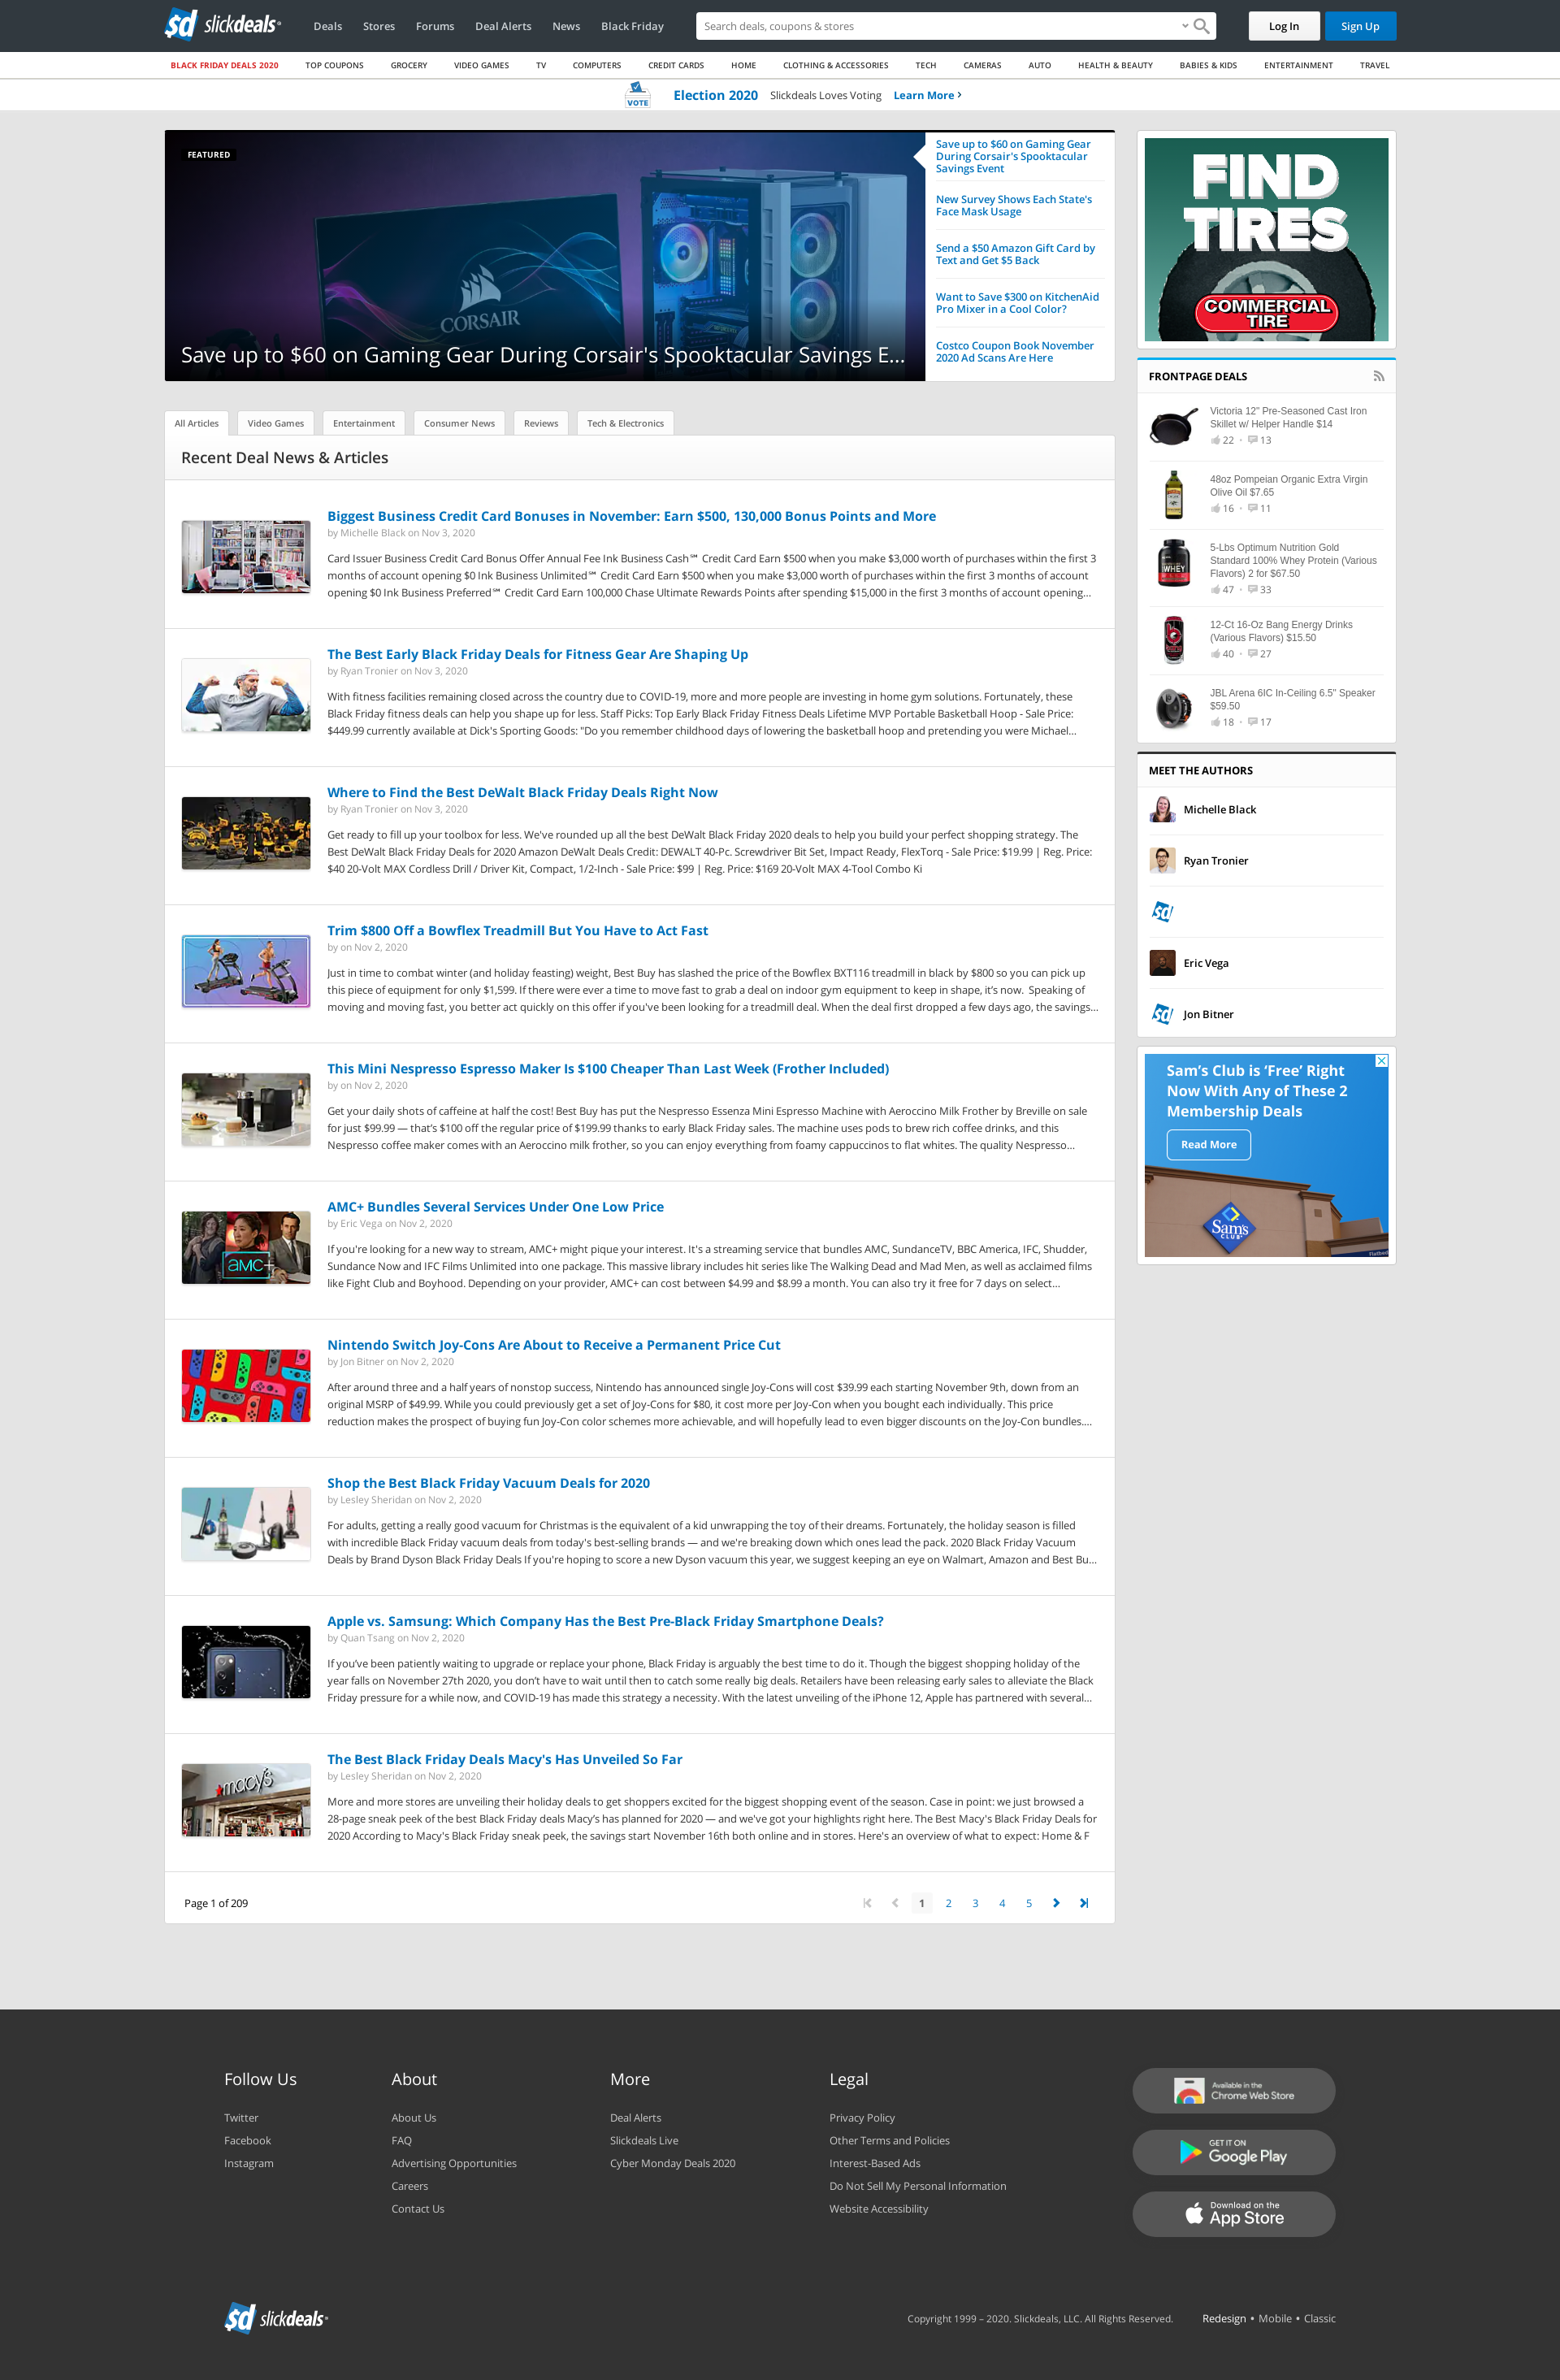 sd slickdeals
Deals Stores Forums Deal Alerts News Black Friday
Search deals, coupons & stores
Log In Sign Up
BLACK FRIDAY DEALS 2020 TOP COUPONS GROCERY VIDEO GAMES TV COMPUTERS CREDIT CARDS HOME CLOTHING & ACCESSORIES TECH CAMERAS AUTO HEALTH & BEAUTY BABIES & KIDS ENTERTAINMENT TRAVEL
VOTE Election 2020 Slickdeals Loves Voting Learn More
FEATURED
CORSAIR
Save up to $60 on Gaming Gear During Corsair's Spooktacular Savings E...
Save up to $60 on Gaming Gear
During Corsair's Spooktacular
Savings Event
New Survey Shows Each State's
Face Mask Usage
Send a $50 Amazon Gift Card by
Text and Get $5 Back
Want to Save $300 on KitchenAid
Pro Mixer in a Cool Color?
Costco Coupon Book November
2020 Ad Scans Are Here
All Articles Video Games Entertainment Consumer News Reviews Tech & Electronics
Recent Deal News & Articles
Biggest Business Credit Card Bonuses in November: Earn $500, 130,000 Bonus Points and More
by Michelle Black on Nov 3, 2020
Card Issuer Business Credit Card Bonus Offer Annual Fee Ink Business Cash℠ Credit Card Earn $500 when you make $3,000 worth of purchases within the first 3
months of account opening $0 Ink Business Unlimited℠ Credit Card Earn $500 when you make $3,000 worth of purchases within the first 3 months of account
opening $0 Ink Business Preferred℠ Credit Card Earn 100,000 Chase Ultimate Rewards Points after spending $15,000 in the first 3 months of account opening...
The Best Early Black Friday Deals for Fitness Gear Are Shaping Up
by Ryan Tronier on Nov 3, 2020
With fitness facilities remaining closed across the country due to COVID-19, more and more people are investing in home gym solutions. Fortunately, these
Black Friday fitness deals can help you shape up for less. Staff Picks: Top Early Black Friday Fitness Deals Lifetime MVP Portable Basketball Hoop - Sale Price:
$449.99 currently available at Dick's Sporting Goods: "Do you remember childhood days of lowering the basketball hoop and pretending you were Michael...
Where to Find the Best DeWalt Black Friday Deals Right Now
by Ryan Tronier on Nov 3, 2020
Get ready to fill up your toolbox for less. We've rounded up all the best DeWalt Black Friday 2020 deals to help you build your perfect shopping strategy. The
Best DeWalt Black Friday Deals for 2020 Amazon DeWalt Deals Credit: DEWALT 40-Pc. Screwdriver Bit Set, Impact Ready, FlexTorq - Sale Price: $19.99 | Reg. Price:
$40 20-Volt MAX Cordless Drill / Driver Kit, Compact, 1/2-Inch - Sale Price: $99 | Reg. Price: $169 20-Volt MAX 4-Tool Combo Ki
Trim $800 Off a Bowflex Treadmill But You Have to Act Fast
by on Nov 2, 2020
Just in time to combat winter (and holiday feasting) weight, Best Buy has slashed the price of the Bowflex BXT116 treadmill in black by $800 so you can pick up
this piece of equipment for only $1,599. If there were ever a time to move fast to grab a deal on indoor gym equipment to keep in shape, it’s now. Speaking of
moving and moving fast, you better act quickly on this offer if you've been looking for a treadmill deal. When the deal first dropped a few days ago, the savings...
This Mini Nespresso Espresso Maker Is $100 Cheaper Than Last Week (Frother Included)
by on Nov 2, 2020
Get your daily shots of caffeine at half the cost! Best Buy has put the Nespresso Essenza Mini Espresso Machine with Aeroccino Milk Frother by Breville on sale
for just $99.99 — that’s $100 off the regular price of $199.99 thanks to early Black Friday sales. The machine uses pods to brew rich coffee drinks, and this
Nespresso coffee maker comes with an Aeroccino milk frother, so you can enjoy everything from foamy cappuccinos to flat whites. The quality Nespresso...
amc+
AMC+ Bundles Several Services Under One Low Price
by Eric Vega on Nov 2, 2020
If you're looking for a new way to stream, AMC+ might pique your interest. It's a streaming service that bundles AMC, SundanceTV, BBC America, IFC, Shudder,
Sundance Now and IFC Films Unlimited into one package. This massive library includes hit series like The Walking Dead and Mad Men, as well as acclaimed films
like Fight Club and Boyhood. Depending on your provider, AMC+ can cost between $4.99 and $8.99 a month. You can also try it free for 7 days on select...
Nintendo Switch Joy-Cons Are About to Receive a Permanent Price Cut
by Jon Bitner on Nov 2, 2020
After around three and a half years of nonstop success, Nintendo has announced single Joy-Cons will cost $39.99 each starting November 9th, down from an
original MSRP of $49.99. While you could previously get a set of Joy-Cons for $80, it cost more per Joy-Con when you bought each individually. This price
reduction makes the prospect of buying fun Joy-Con color schemes more achievable, and will hopefully lead to even bigger discounts on the Joy-Con bundles....
Shop the Best Black Friday Vacuum Deals for 2020
by Lesley Sheridan on Nov 2, 2020
For adults, getting a really good vacuum for Christmas is the equivalent of a kid unwrapping the toy of their dreams. Fortunately, the holiday season is filled
with incredible Black Friday vacuum deals from today's best-selling brands — and we're breaking down which ones lead the pack. 2020 Black Friday Vacuum
Deals by Brand Dyson Black Friday Deals If you're hoping to score a new Dyson vacuum this year, we suggest keeping an eye on Walmart, Amazon and Best Bu...
Apple vs. Samsung: Which Company Has the Best Pre-Black Friday Smartphone Deals?
by Quan Tsang on Nov 2, 2020
If you’ve been patiently waiting to upgrade or replace your phone, Black Friday is arguably the best time to do it. Though the biggest shopping holiday of the
year falls on November 27th 2020, you don’t have to wait until then to catch some really big deals. Retailers have been releasing early sales to alleviate the Black
Friday pressure for a while now, and COVID-19 has made this strategy a necessity. With the latest unveiling of the iPhone 12, Apple has partnered with several...
macy's
The Best Black Friday Deals Macy's Has Unveiled So Far
by Lesley Sheridan on Nov 2, 2020
More and more stores are unveiling their holiday deals to get shoppers excited for the biggest shopping event of the season. Case in point: we just browsed a
28-page sneak peek of the best Black Friday deals Macy’s has planned for 2020 — and we've got your highlights right here. The Best Macy's Black Friday Deals for
2020 According to Macy's Black Friday sneak peek, the savings start November 16th both online and in stores. Here's an overview of what to expect: Home & F
Page 1 of 209
1 2 3 4 5
FIND
TIRES
COMMERCIAL
TIRE
FRONTPAGE DEALS
Victoria 12" Pre-Seasoned Cast Iron
Skillet w/ Helper Handle $14
22 · 13
48oz Pompeian Organic Extra Virgin
Olive Oil $7.65
16 · 11
WHEY
5-Lbs Optimum Nutrition Gold
Standard 100% Whey Protein (Various
Flavors) 2 for $67.50
47 · 33
12-Ct 16-Oz Bang Energy Drinks
(Various Flavors) $15.50
40 · 27
JBL Arena 6IC In-Ceiling 6.5" Speaker
$59.50
18 · 17
MEET THE AUTHORS
Michelle Black
Ryan Tronier
sd
Eric Vega
sd Jon Bitner
Sam’s Club is ‘Free’ Right
Now With Any of These 2
Membership Deals
Read More
Sam's
CLUB
Follow Us
Twitter
Facebook
Instagram
About
About Us
FAQ
Advertising Opportunities
Careers
Contact Us
More
Deal Alerts
Slickdeals Live
Cyber Monday Deals 2020
Legal
Privacy Policy
Other Terms and Policies
Interest-Based Ads
Do Not Sell My Personal Information
Website Accessibility
Available in the
Chrome Web Store
GET IT ON
Google Play
Download on the
App Store
sd slickdeals
Copyright 1999 – 2020. Slickdeals, LLC. All Rights Reserved. Redesign • Mobile • Classic